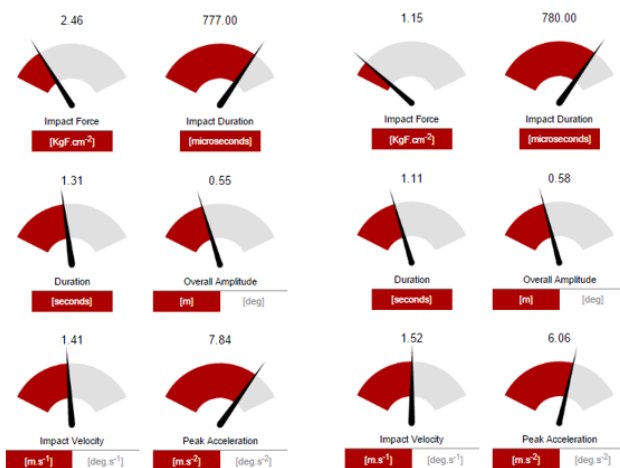 2.46 777.00 1.15 780.00
Impact Force Impact Duration Impact Force Impact Duration
[KgF.cm⁻²] [microseconds] [KgF.cm⁻²] [microseconds]
1.31 0.55 1.11 0.58
Duration Overall Amplitude Duration Overall Amplitude
[seconds] [m] [deg] [seconds] [m] [deg]
1.41 7.84 1.52 6.06
Impact Velocity Peak Acceleration Impact Velocity Peak Acceleration
[m.s⁻¹] [deg.s⁻¹] [m.s⁻²] [deg.s⁻²] [m.s⁻¹] [deg.s⁻¹] [m.s⁻²] [deg.s⁻²]